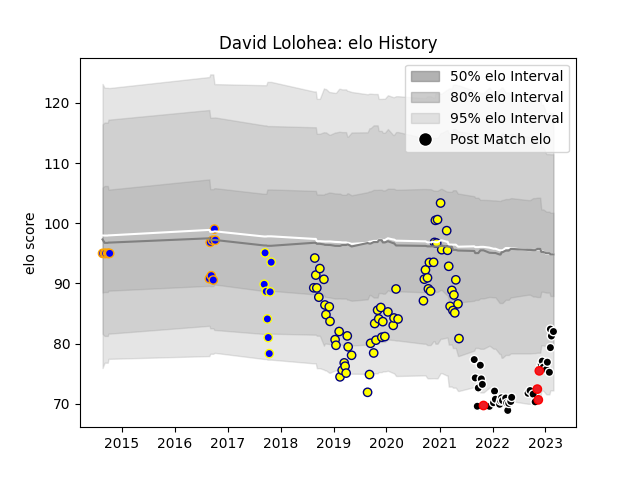 David Lolohea: elo History
50% elo Interval
80% elo Interval
95% elo Interval
Post Match elo
elo score
120
110
100
90
80
70
2015 2016 2017 2018 2019 2020 2021 2022 2023